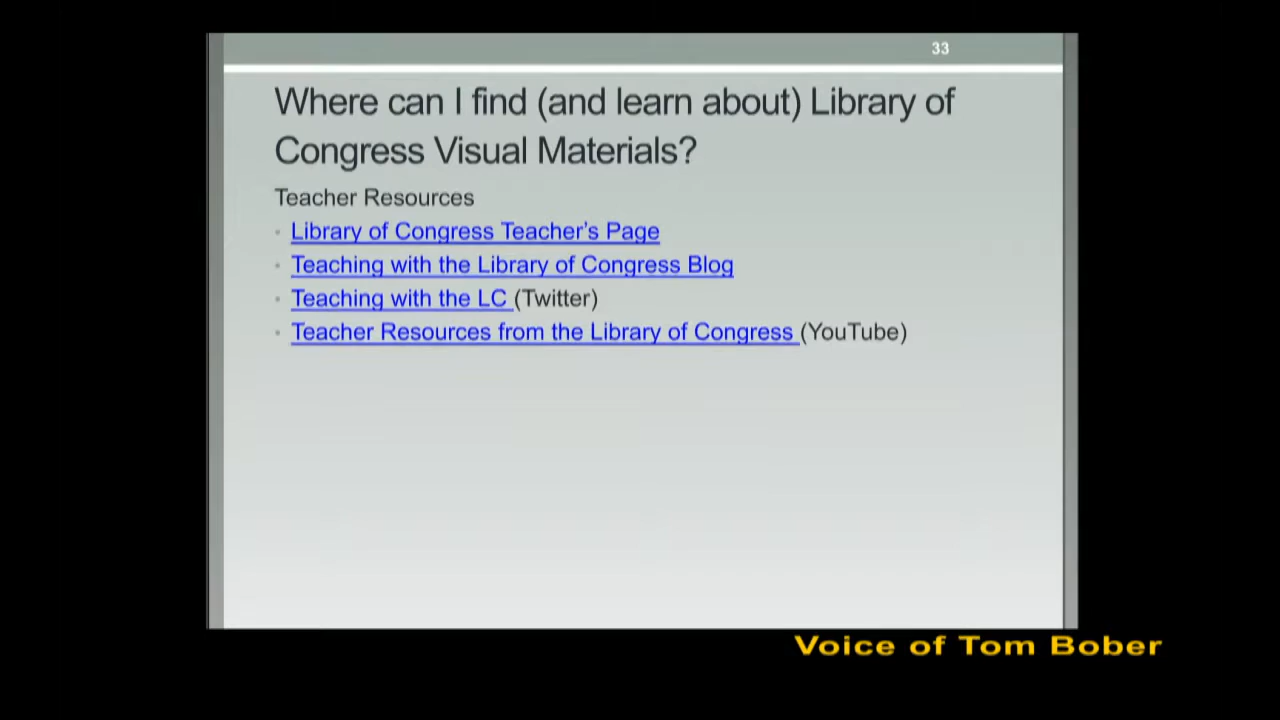 33
Where can I find (and learn about) Library of
Congress Visual Materials?
Teacher Resources
• Library of Congress Teacher’s Page
• Teaching with the Library of Congress Blog
• Teaching with the LC (Twitter)
• Teacher Resources from the Library of Congress (YouTube)
Voice of Tom Bober